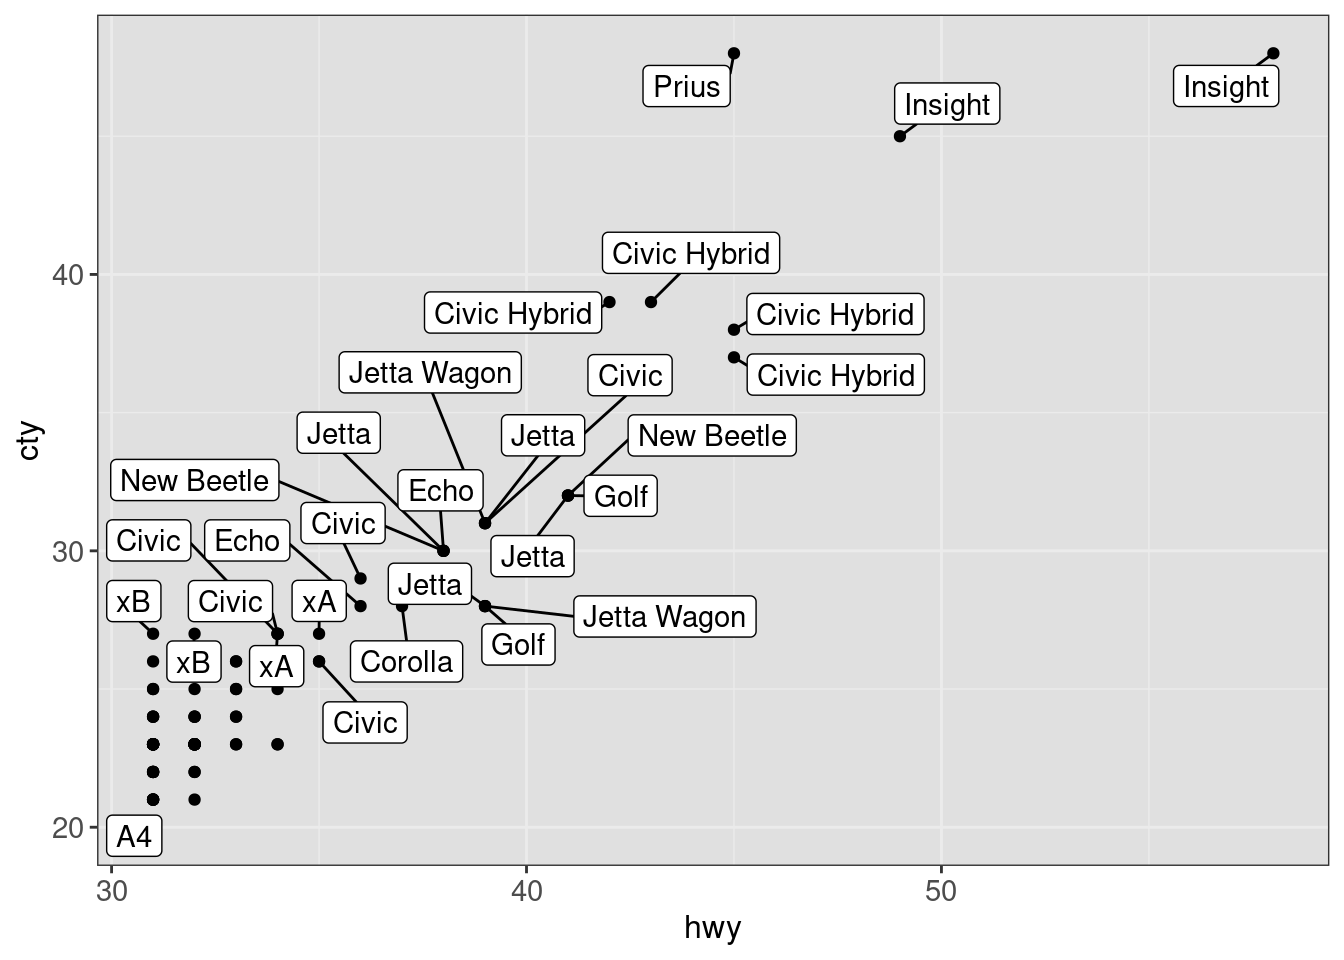 Prius
Insight
Insight
Civic Hybrid
40
Civic Hybrid
Civic Hybrid
Jetta Wagon
Civic
Civic Hybrid
Jetta
Jetta
New Beetle
cty
New Beetle
Echo
Golf
Civic
Civic
Echo
30
Jetta
Jetta
xB
Civic
xA
Jetta Wagon
Golf
xB
xA
Corolla
Civic
20
A4
30
40
50
hwy